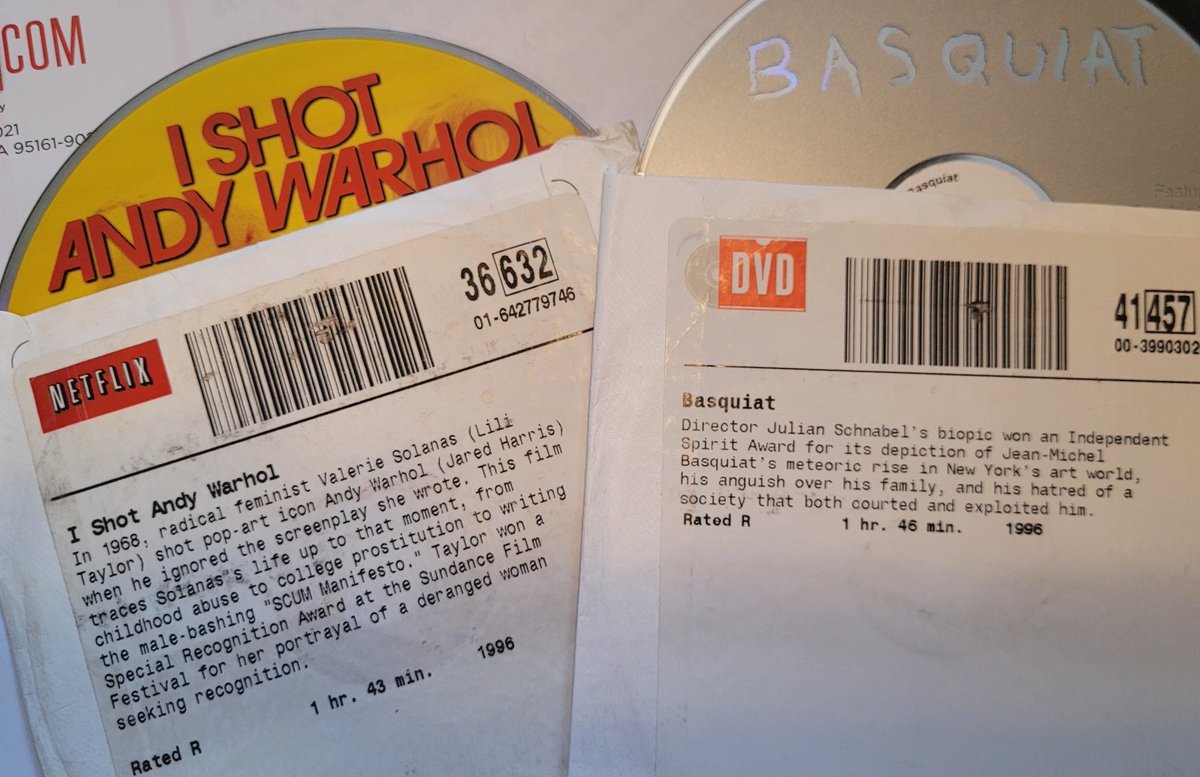 COM
021
A 95161-90
I SHOT
ANDY WARHOL
36 632
01-642779746
NETFLIX
I Shot Andy Warhol
In 1968, radical feminist Valerie Solanas (Lili
Taylor) shot pop-art icon Andy Warhol (Jared Harris)
when he ignored the screenplay she wrote. This film
traces Solanas's life up to that moment, from
childhood abuse to college prostitution to writing
the male-bashing "SCUM Manifesto." Taylor won a
Special Recognition Award at the Sundance Film
Festival for her portrayal of a deranged woman
seeking recognition.
Rated R 1 hr. 43 min. 1996
BASQUIAT
Basquiat
Featu
DVD
41 457
00-3990302
Basquiat
Director Julian Schnabel's biopic won an Independent
Spirit Award for its depiction of Jean-Michel
Basquiat's meteoric rise in New York's art world,
his anguish over his family, and his hatred of a
society that both courted and exploited him.
Rated R 1 hr. 46 min. 1996